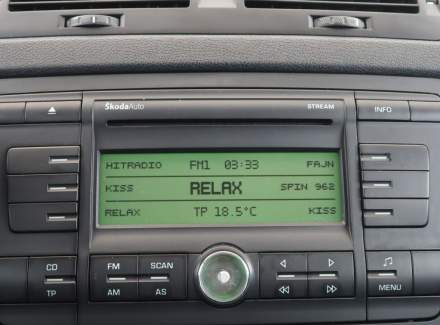 ŠkodaAuto STREAM
INFO
HITRADIO FM1 03:33 FAJN
KISS RELAX SPIN 962
RELAX TP 18.5°C KISS
CD FM SCAN
TP AM AS MENU